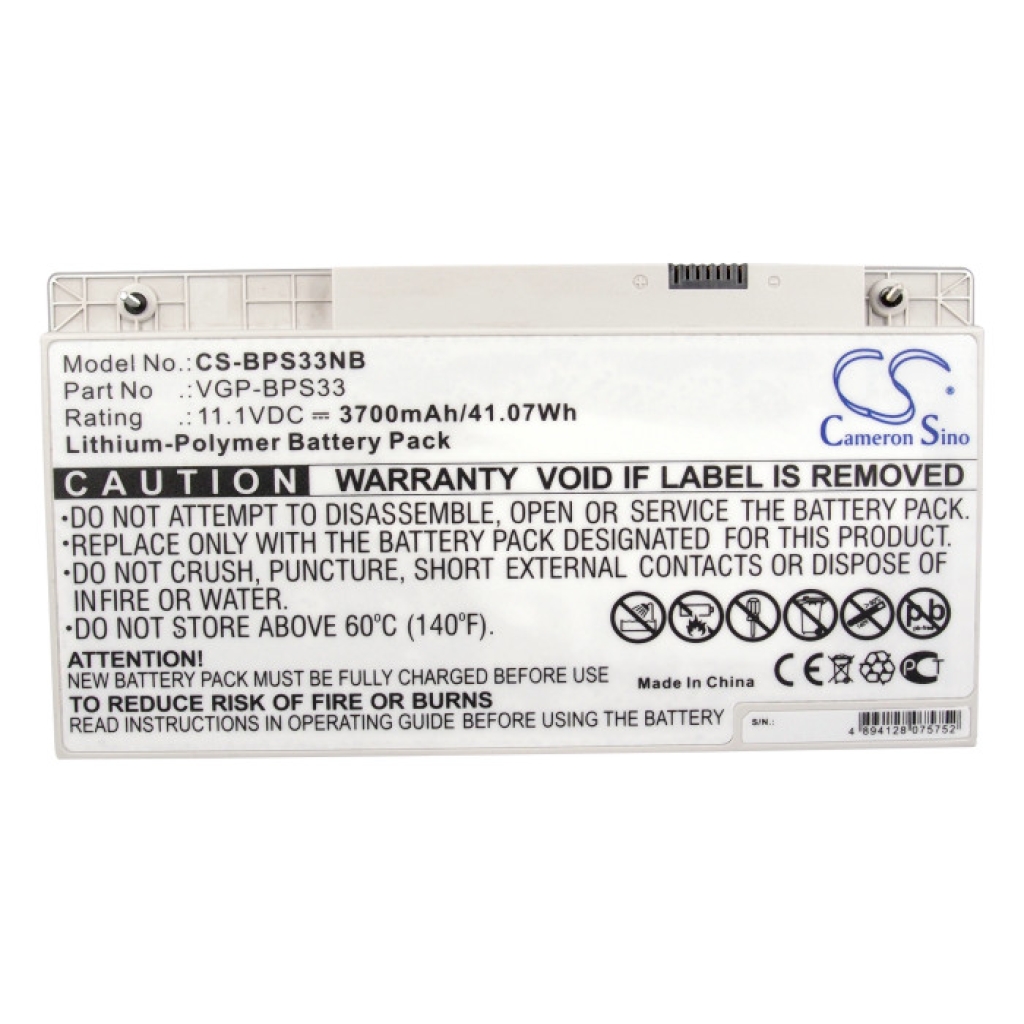 Model No.:CS-BPS33NB
Part No .:VGP-BPS33
Rating .:11.1VDC ⎓ 3700mAh/41.07Wh
Lithium-Polymer Battery Pack
CS
Cameron Sino
CAUTION WARRANTY VOID IF LABEL IS REMOVED
·DO NOT ATTEMPT TO DISASSEMBLE, OPEN OR SERVICE THE BATTERY PACK.
·REPLACE ONLY WITH THE BATTERY PACK DESIGNATED FOR THIS PRODUCT.
·DO NOT CRUSH, PUNCTURE, SHORT EXTERNAL CONTACTS OR DISPOSE OF
IN FIRE OR WATER.
·DO NOT STORE ABOVE 60°C (140°F).
Pb
ATTENTION!
NEW BATTERY PACK MUST BE FULLY CHARGED BEFORE USE
TO REDUCE RISK OF FIRE OR BURNS
READ INSTRUCTIONS IN OPERATING GUIDE BEFORE USING THE BATTERY
Made In China
CE
PCT
S/N.:
4 894128 075752